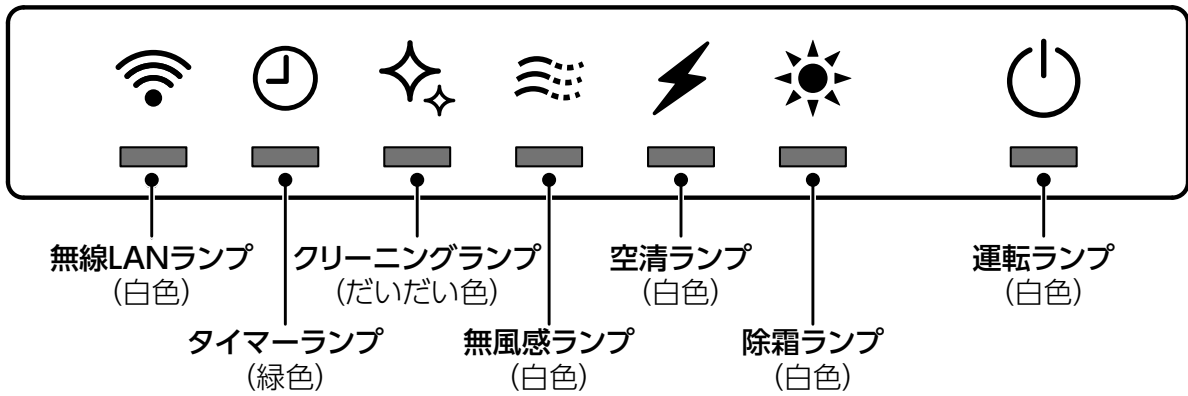 無線LANランプ
(白色)
タイマーランプ
(緑色)
クリーニングランプ
(だいだい色)
無風感ランプ
(白色)
空清ランプ
(白色)
除霜ランプ
(白色)
運転ランプ
(白色)